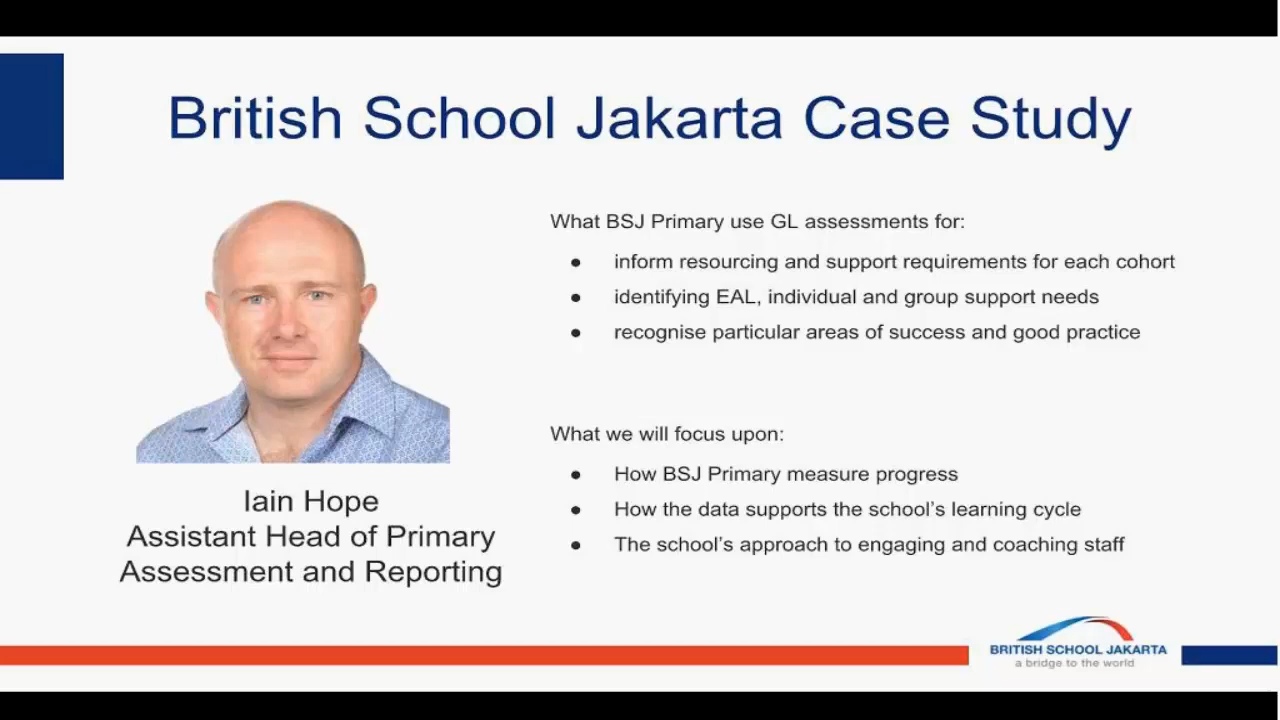 British School Jakarta Case Study
Iain Hope
Assistant Head of Primary
Assessment and Reporting
What BSJ Primary use GL assessments for:
● inform resourcing and support requirements for each cohort
● identifying EAL, individual and group support needs
● recognise particular areas of success and good practice
What we will focus upon:
● How BSJ Primary measure progress
● How the data supports the school’s learning cycle
● The school’s approach to engaging and coaching staff
BRITISH SCHOOL JAKARTA
a bridge to the world